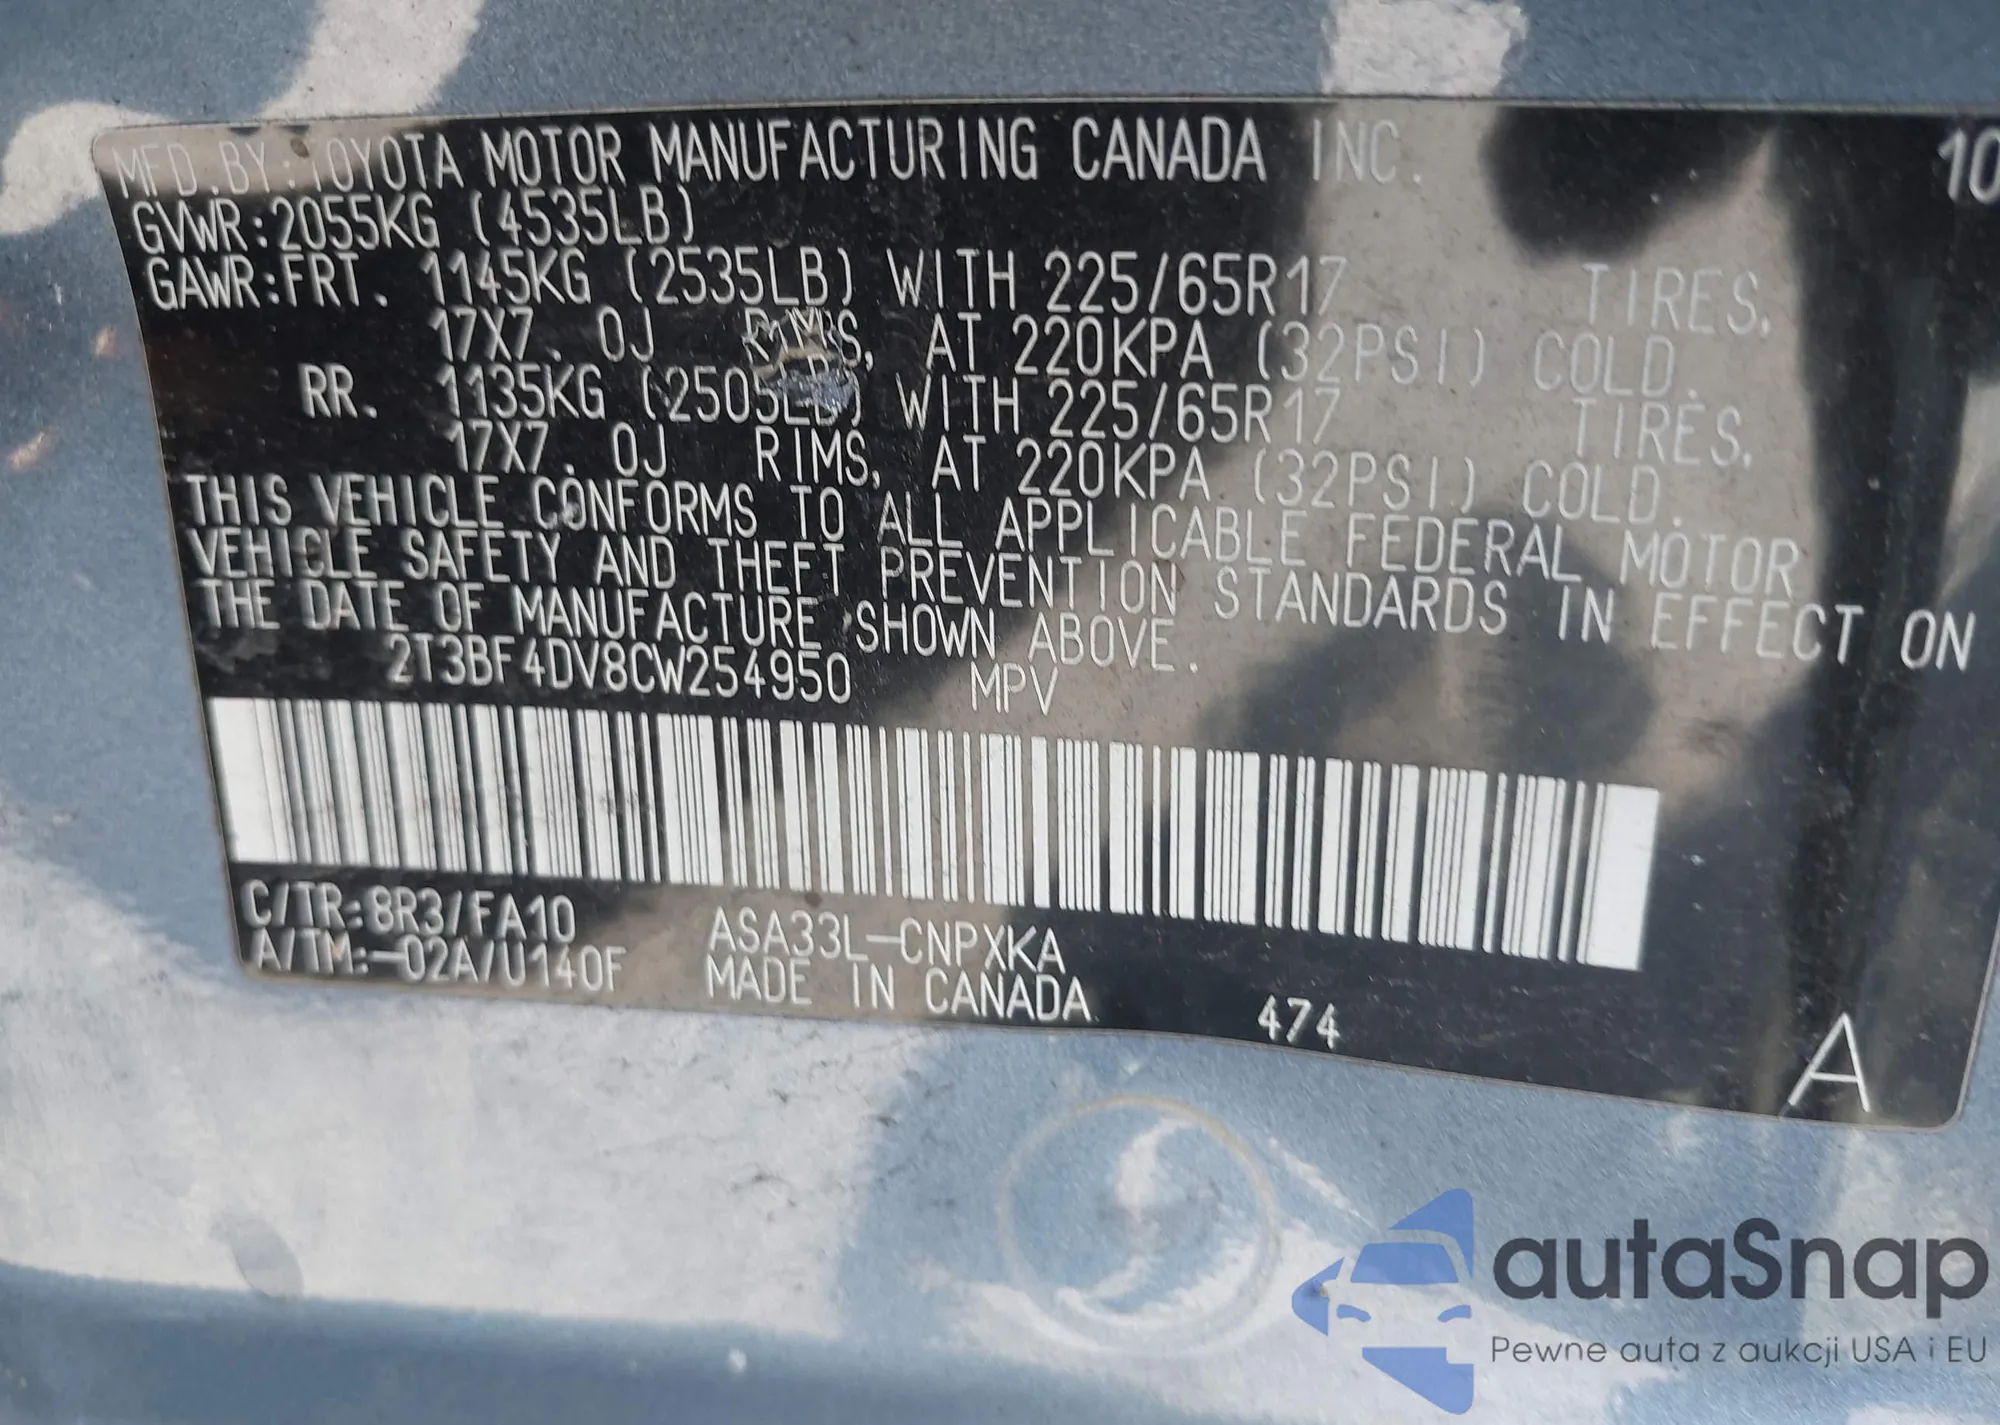 MFD.BY:TOYOTA MOTOR MANUFACTURING CANADA INC. 10
GVWR:2055KG (4535LB)
GAWR:FRT. 1145KG (2535LB) WITH 225/65R17 TIRES,
17X7.0J RIMS, AT 220KPA (32PSI) COLD.
RR. 1135KG (2505LB) WITH 225/65R17 TIRES,
17X7.0J RIMS, AT 220KPA (32PSI) COLD.
THIS VEHICLE CONFORMS TO ALL APPLICABLE FEDERAL MOTOR
VEHICLE SAFETY AND THEFT PREVENTION STANDARDS IN EFFECT ON
THE DATE OF MANUFACTURE SHOWN ABOVE.
2T3BF4DV8CW254950 MPV
C/TR:8R3/FA10 ASA33L-CNPXKA
A/TM:-02A/U140F MADE IN CANADA
474
A
autaSnap
Pewne auta z aukcji USA i EU